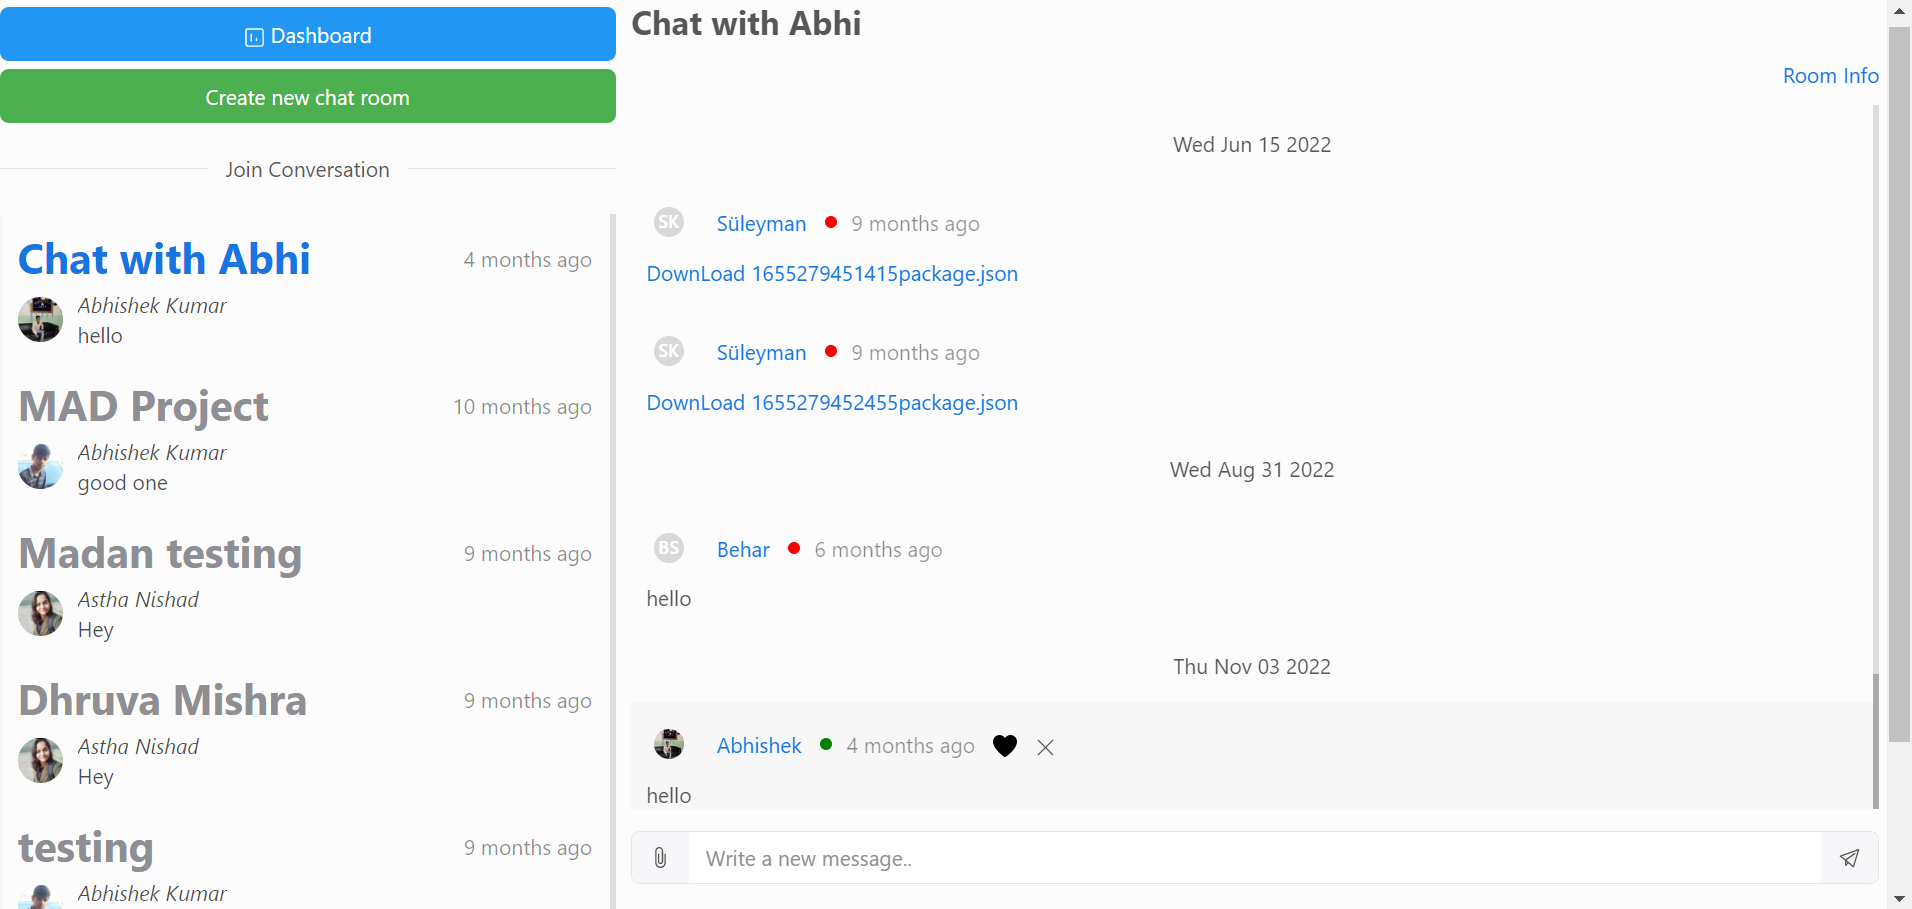 Dashboard
Create new chat room
Join Conversation
Chat with Abhi
4 months ago
Abhishek Kumar
hello
MAD Project
10 months ago
Abhishek Kumar
good one
Madan testing
9 months ago
Astha Nishad
Hey
Dhruva Mishra
9 months ago
Astha Nishad
Hey
testing
9 months ago
Abhishek Kumar
Chat with Abhi
Room Info
Wed Jun 15 2022
SK Süleyman 9 months ago
DownLoad 1655279451415package.json
SK Süleyman 9 months ago
DownLoad 1655279452455package.json
Wed Aug 31 2022
BS Behar 6 months ago
hello
Thu Nov 03 2022
Abhishek 4 months ago
hello
Write a new message..